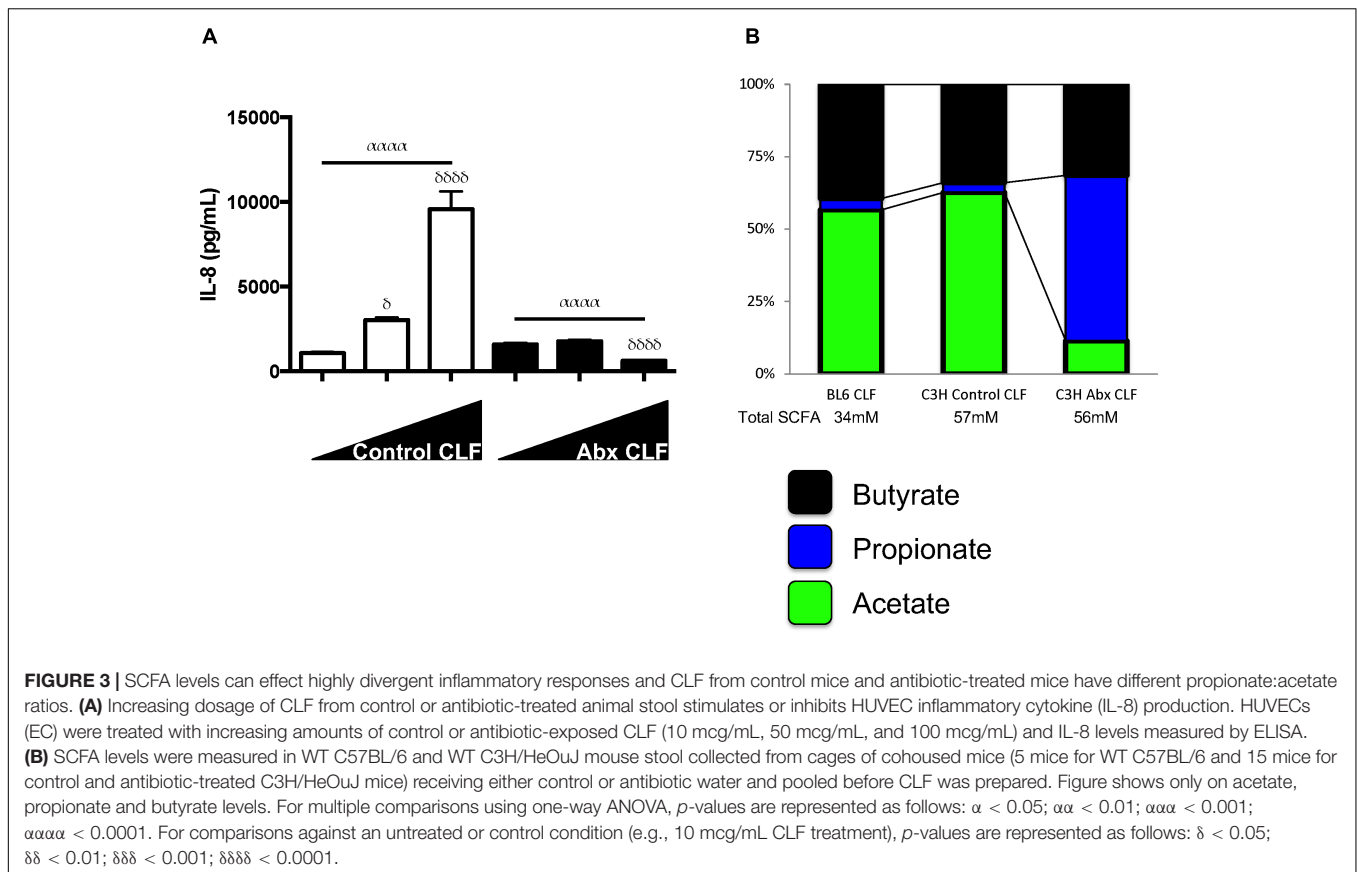 A
B
15000
10000
5000
0
IL-8 (pg/mL)
αααα
δδδδ
δ
αααα
δδδδ
Control CLF
Abx CLF
100%
75%
50%
25%
0%
BL6 CLF C3H Control CLF C3H Abx CLF
Total SCFA 34mM 57mM 56mM
Butyrate
Propionate
Acetate
FIGURE 3 | SCFA levels can effect highly divergent inflammatory responses and CLF from control mice and antibiotic-treated mice have different propionate:acetate
ratios. (A) Increasing dosage of CLF from control or antibiotic-treated animal stool stimulates or inhibits HUVEC inflammatory cytokine (IL-8) production. HUVECs
(EC) were treated with increasing amounts of control or antibiotic-exposed CLF (10 mcg/mL, 50 mcg/mL, and 100 mcg/mL) and IL-8 levels measured by ELISA.
(B) SCFA levels were measured in WT C57BL/6 and WT C3H/HeOuJ mouse stool collected from cages of cohoused mice (5 mice for WT C57BL/6 and 15 mice for
control and antibiotic-treated C3H/HeOuJ mice) receiving either control or antibiotic water and pooled before CLF was prepared. Figure shows only on acetate,
propionate and butyrate levels. For multiple comparisons using one-way ANOVA, p-values are represented as follows: α < 0.05; αα < 0.01; ααα < 0.001;
αααα < 0.0001. For comparisons against an untreated or control condition (e.g., 10 mcg/mL CLF treatment), p-values are represented as follows: δ < 0.05;
δδ < 0.01; δδδ < 0.001; δδδδ < 0.0001.